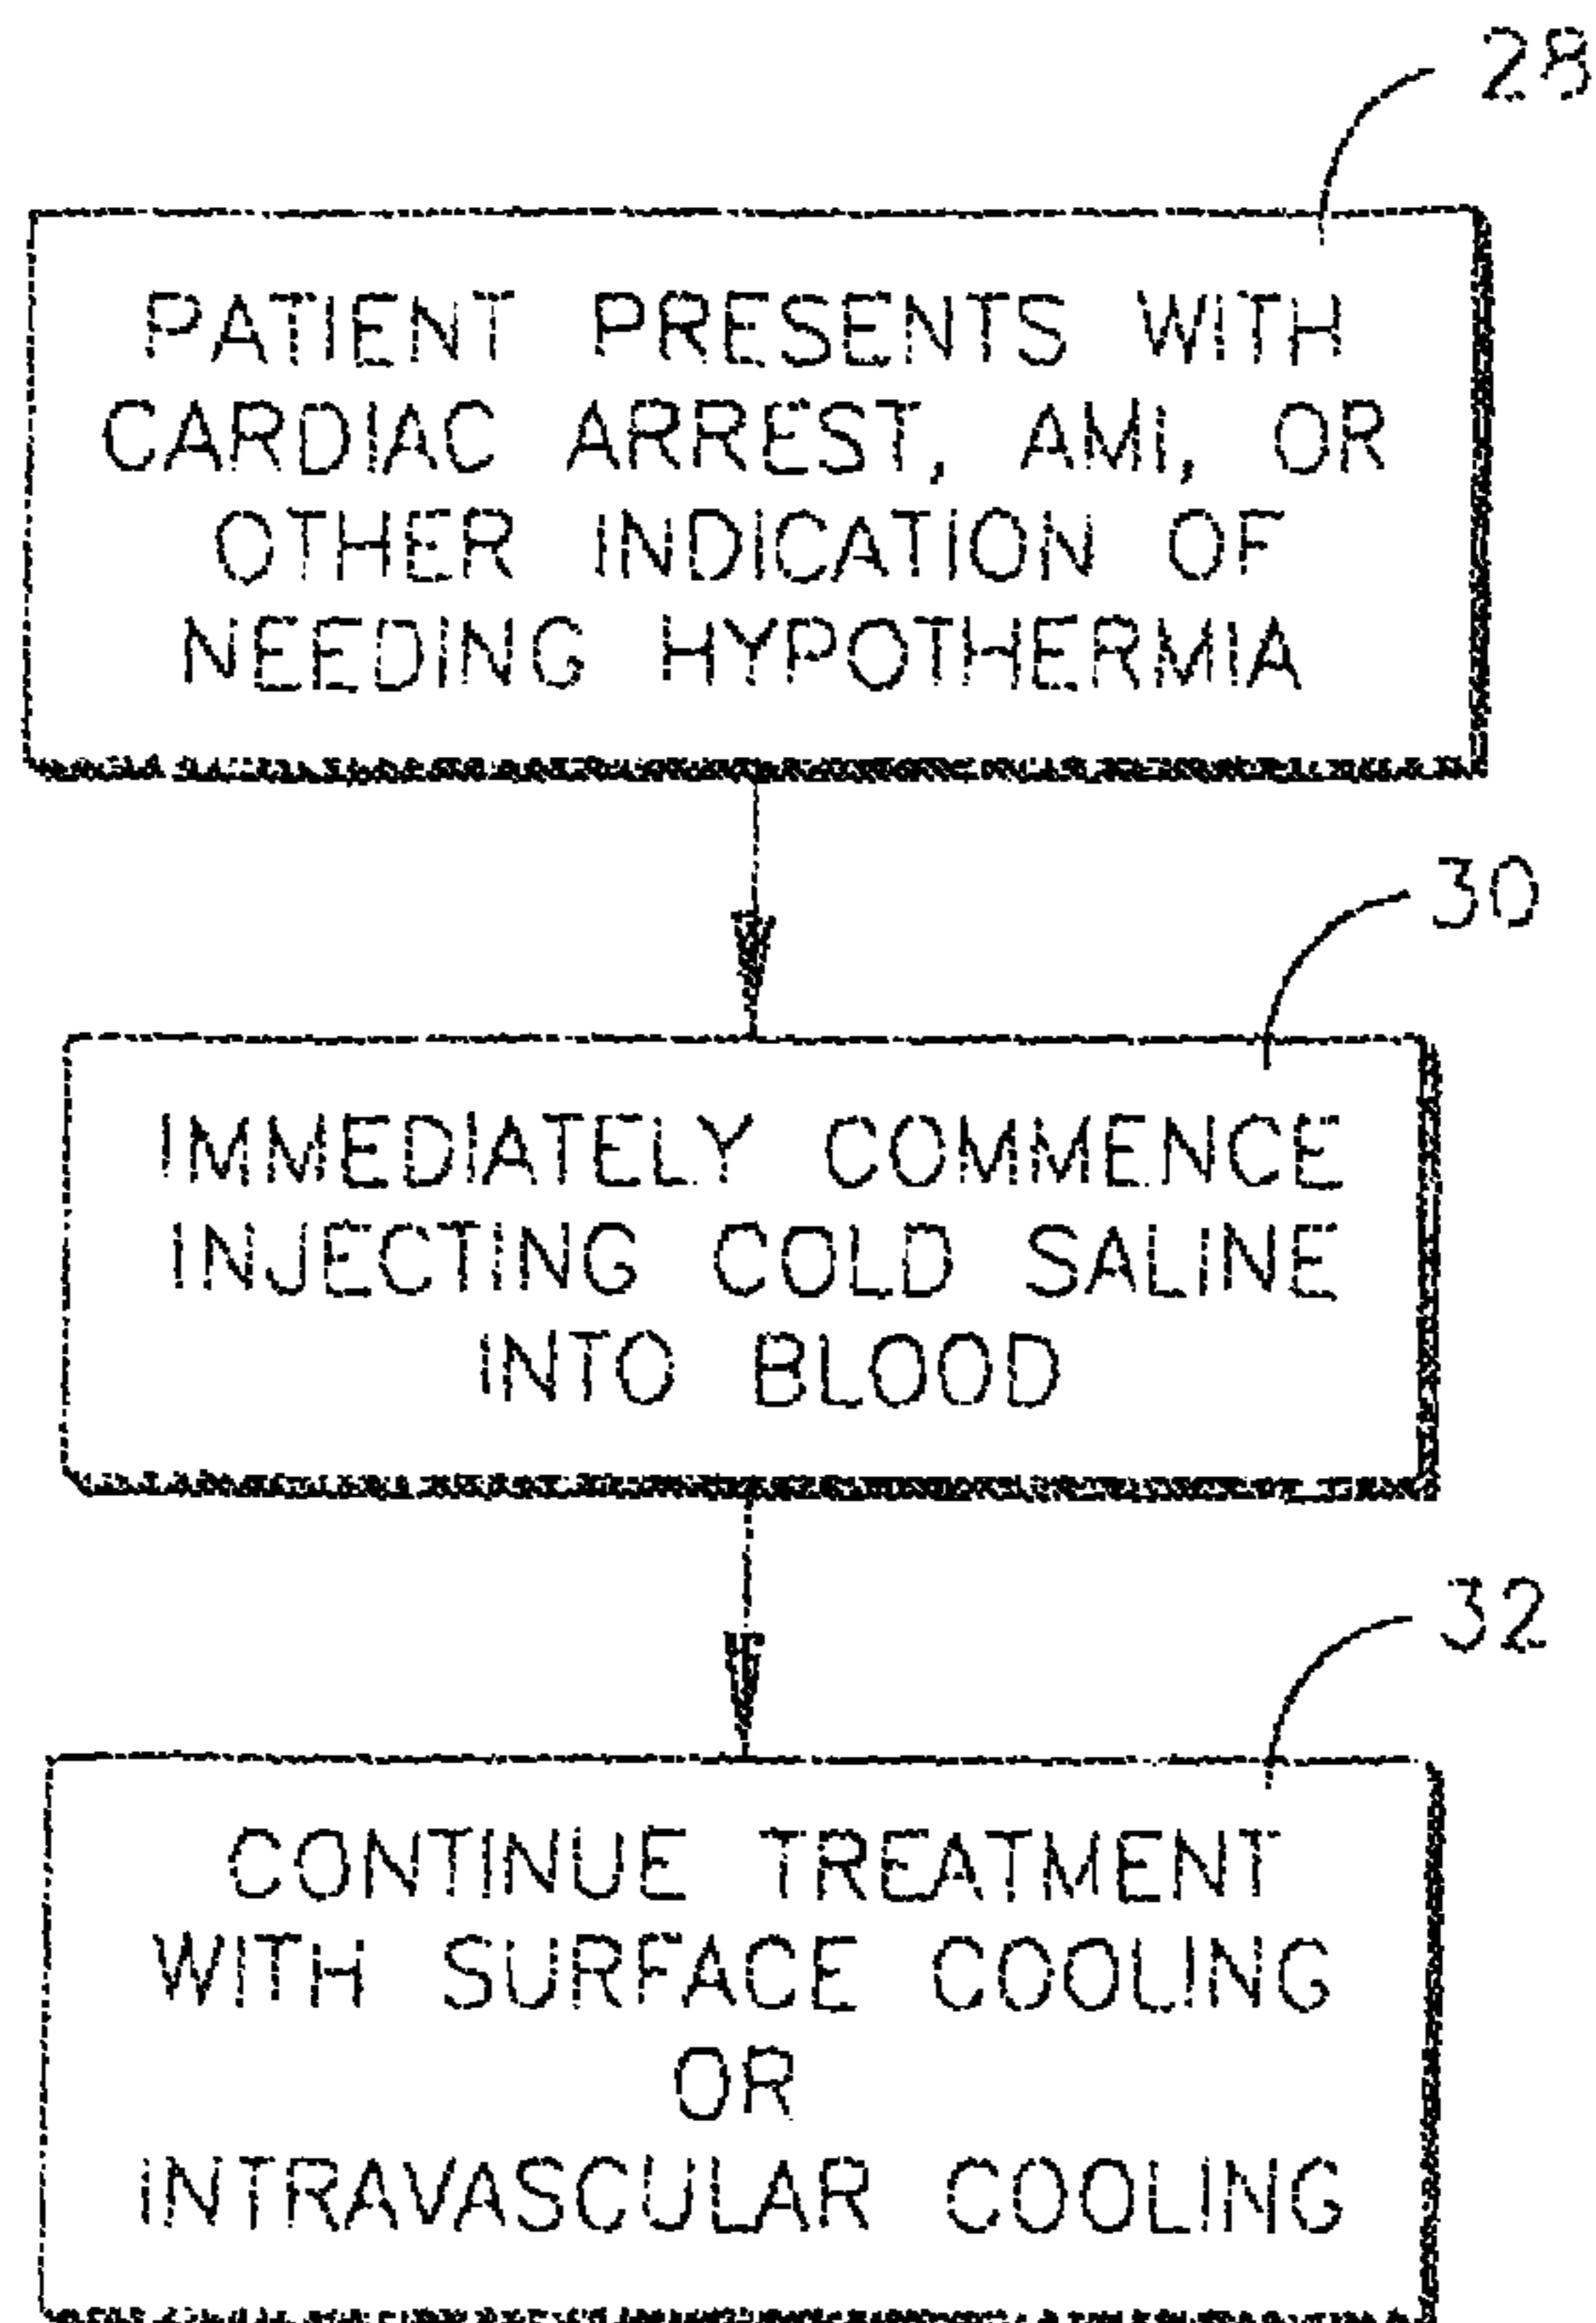 28
PATIENT PRESENTS WITH
CARDIAC ARREST, AMI, OR
OTHER INDICATION OF
NEEDING HYPOTHERMIA
30
IMMEDIATELY COMMENCE
INJECTING COLD SALINE
INTO BLOOD
32
CONTINUE TREATMENT
WITH SURFACE COOLING
OR
INTRAVASCULAR COOLING